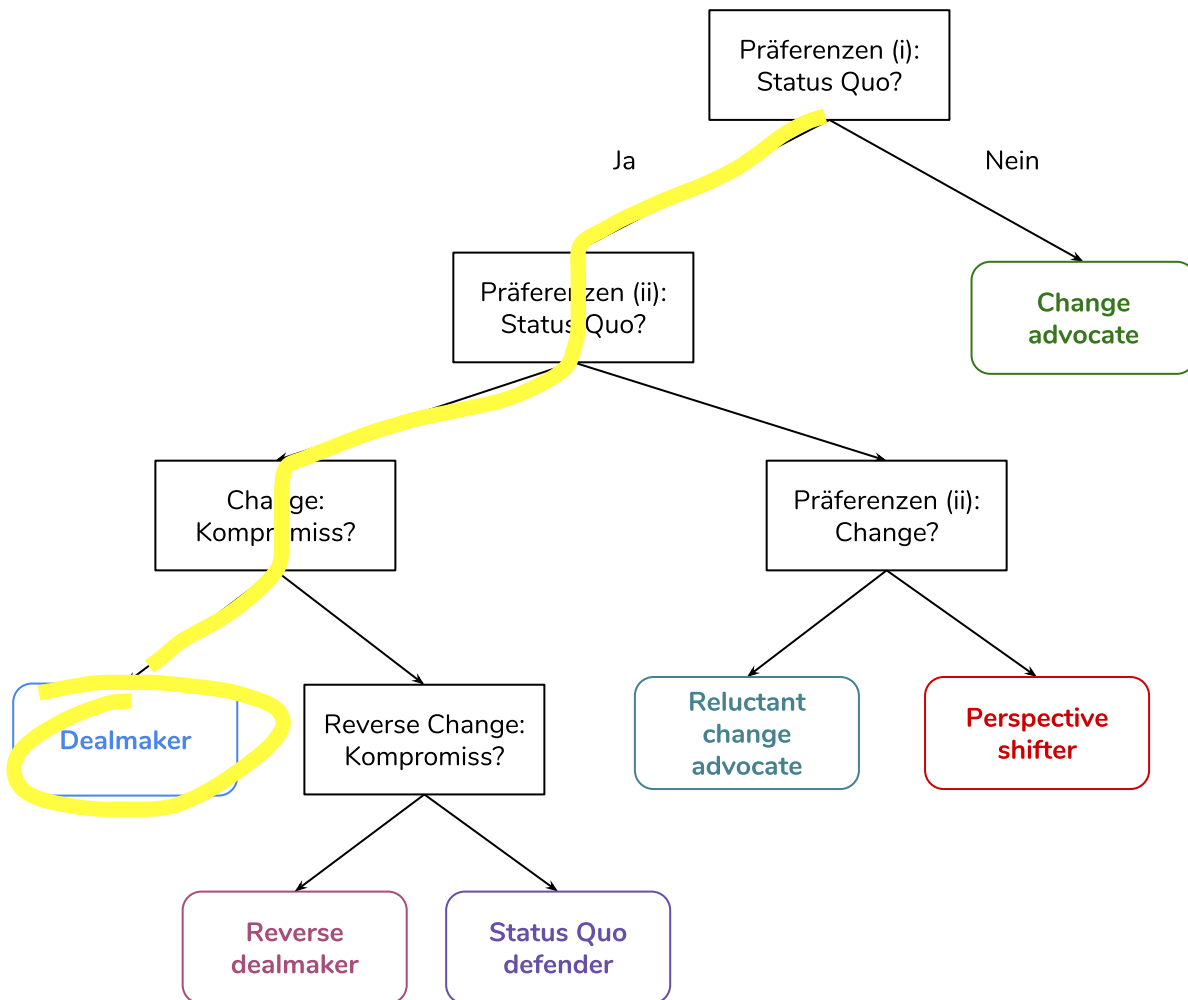 Präferenzen (i):
Status Quo?
Ja
Nein
Präferenzen (ii):
Status Quo?
Change
advocate
Change:
Kompromiss?
Präferenzen (ii):
Change?
Dealmaker
Reverse Change:
Kompromiss?
Reluctant
change
advocate
Perspective
shifter
Reverse
dealmaker
Status Quo
defender